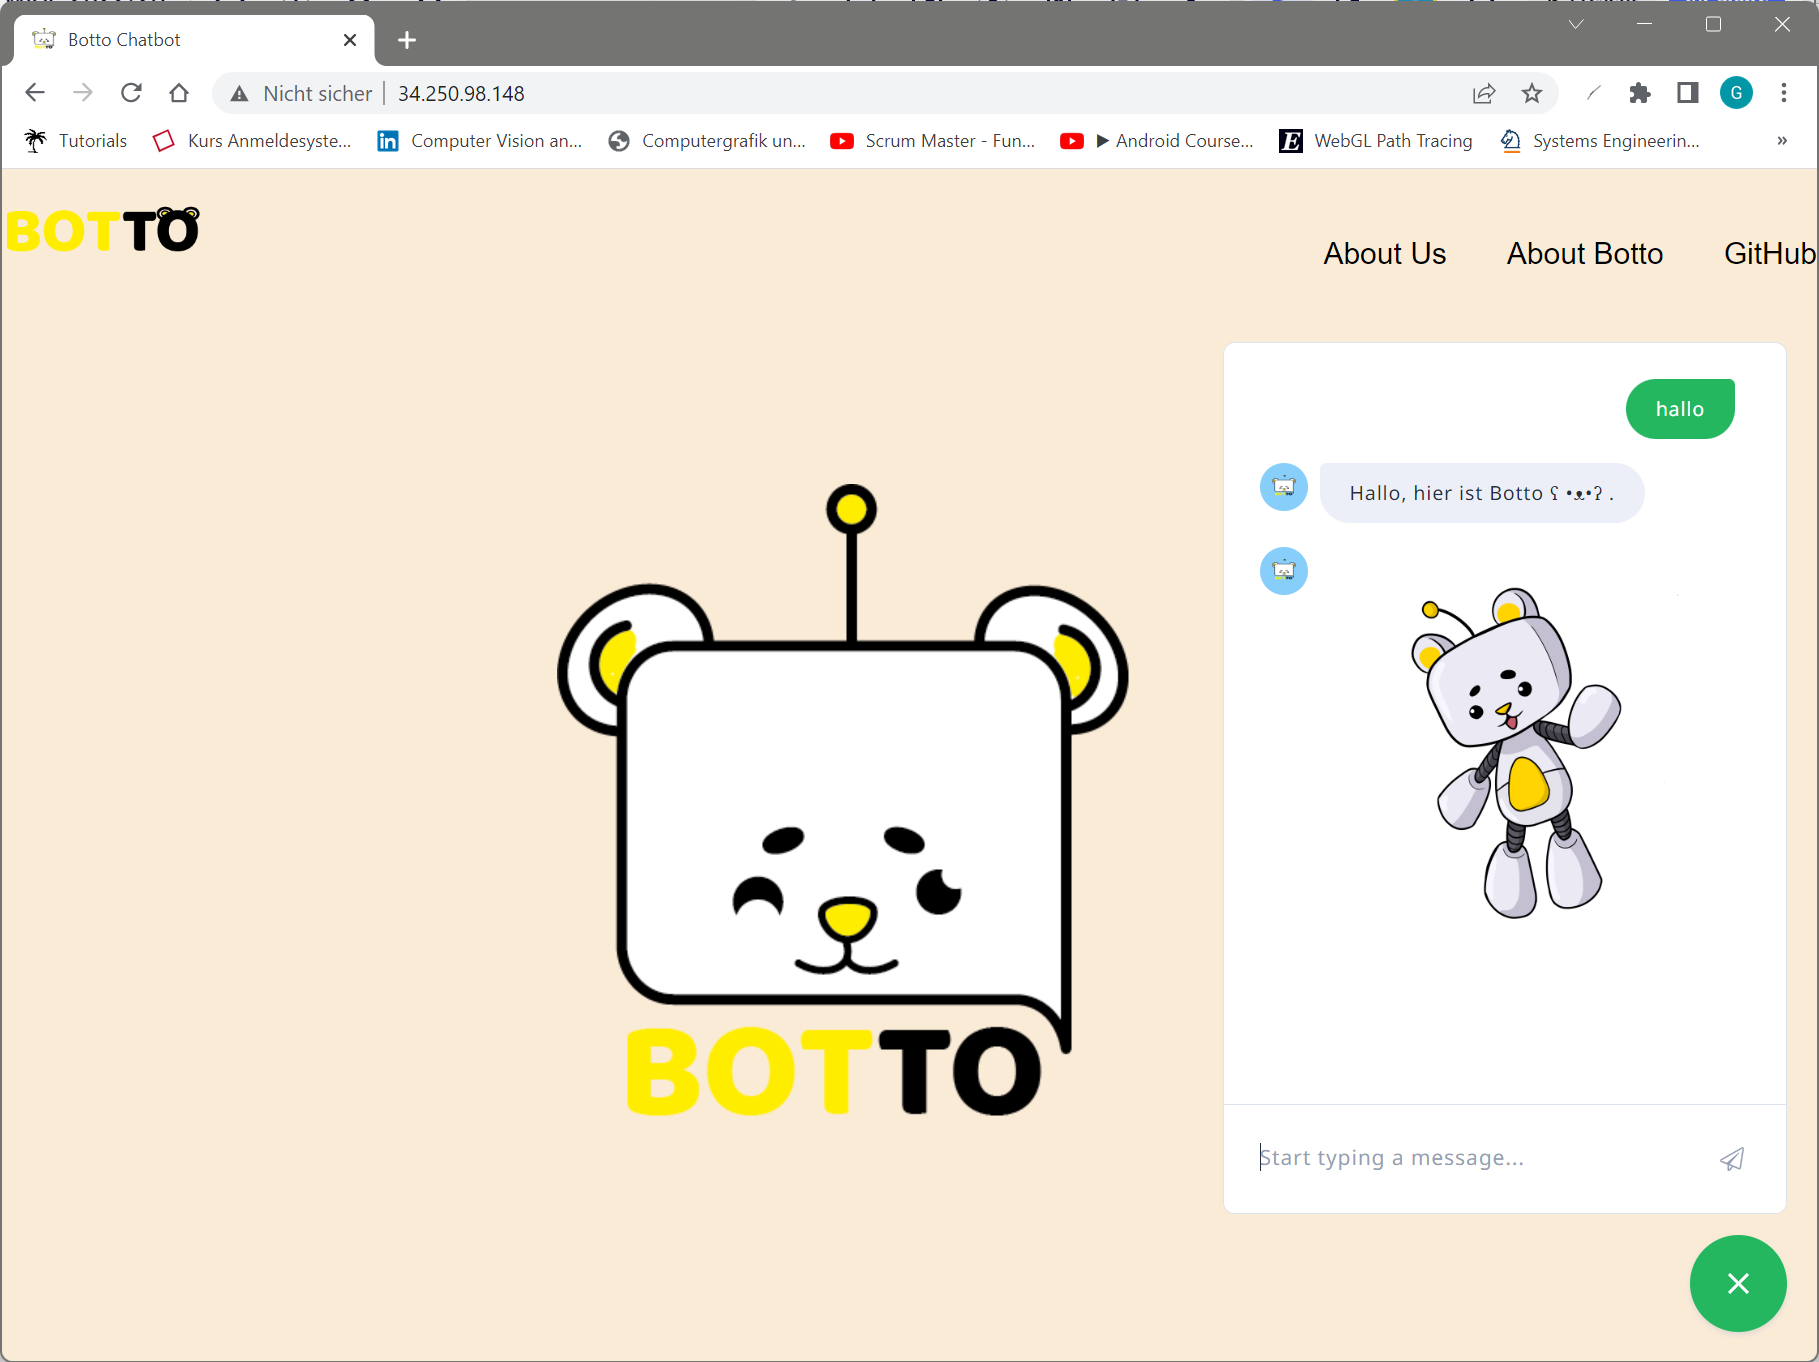 Botto Chatbot
Nicht sicher 34.250.98.148
G
Tutorials Kurs Anmeldesyste... Computer Vision an... Computergrafik un... Scrum Master - Fun... ▶ Android Course... WebGL Path Tracing Systems Engineerin... »
BOTTO
About Us About Botto GitHub
hallo
Hallo, hier ist Botto ʕ •ᴥ•ʔ .
BOTTO
Start typing a message...